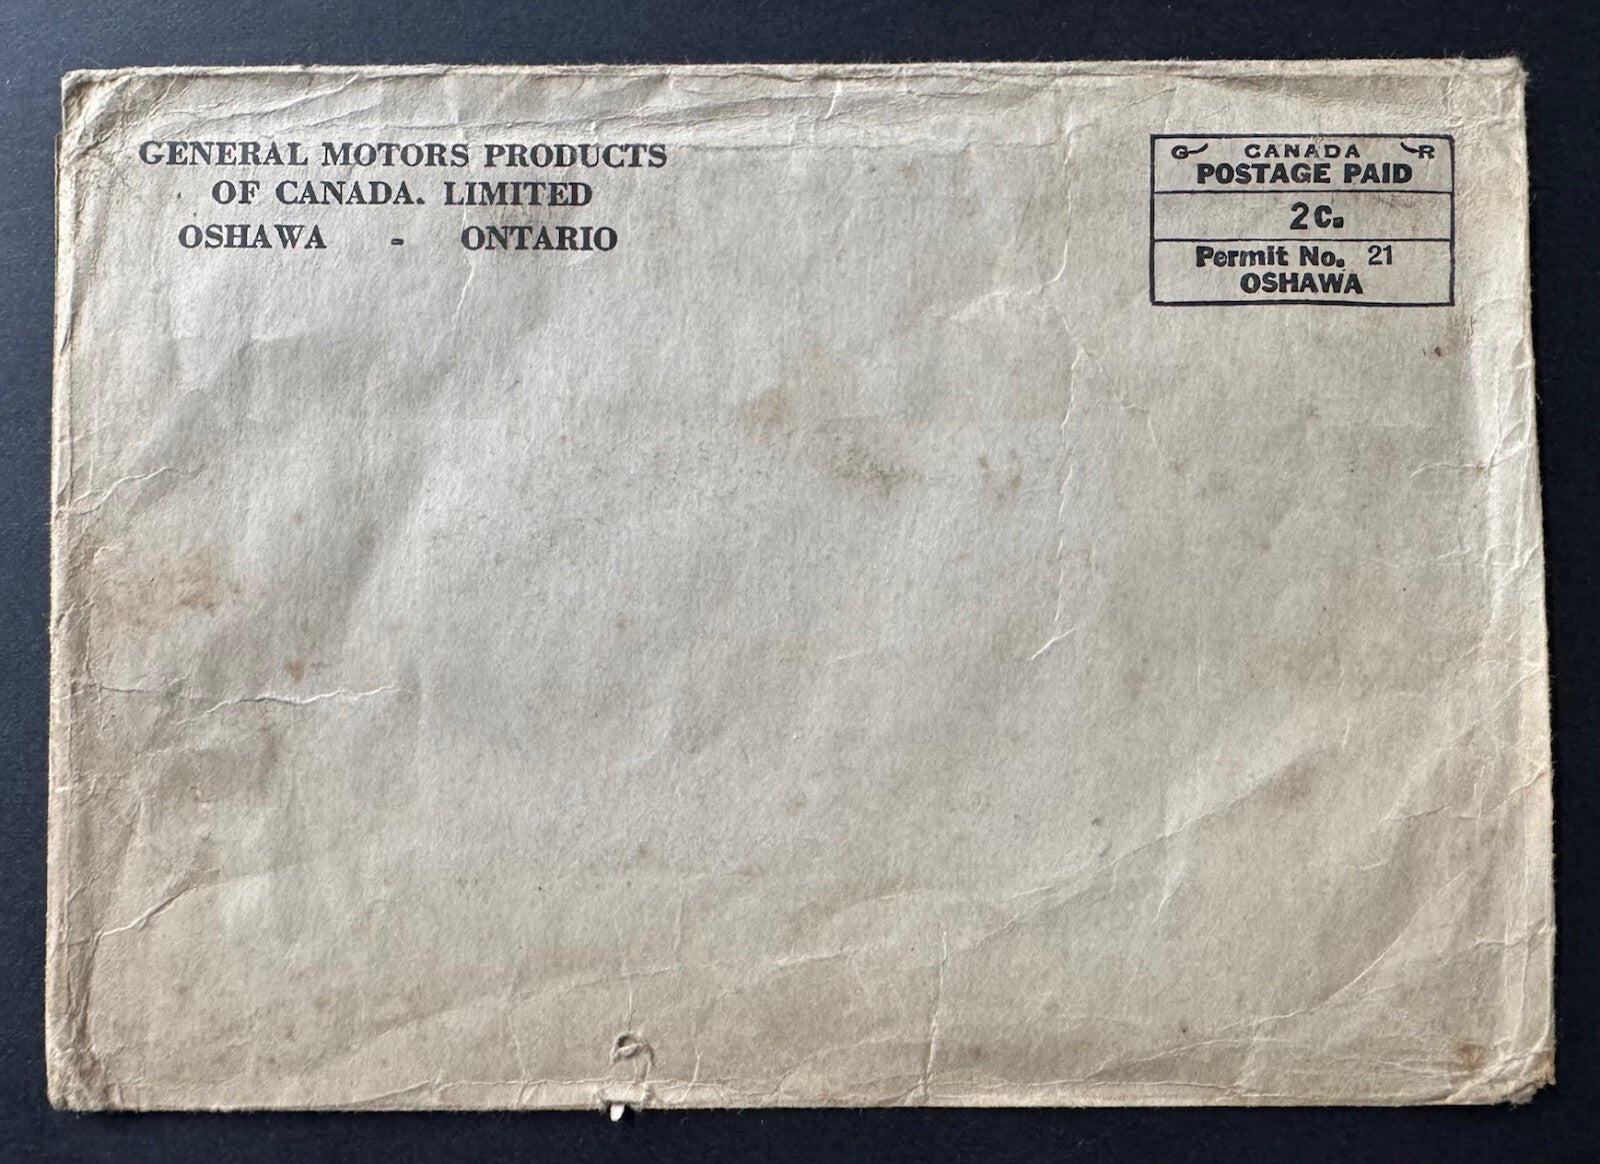 GENERAL MOTORS PRODUCTS
OF CANADA. LIMITED
OSHAWA - ONTARIO
G CANADA R
POSTAGE PAID
2c.
Permit No. 21
OSHAWA